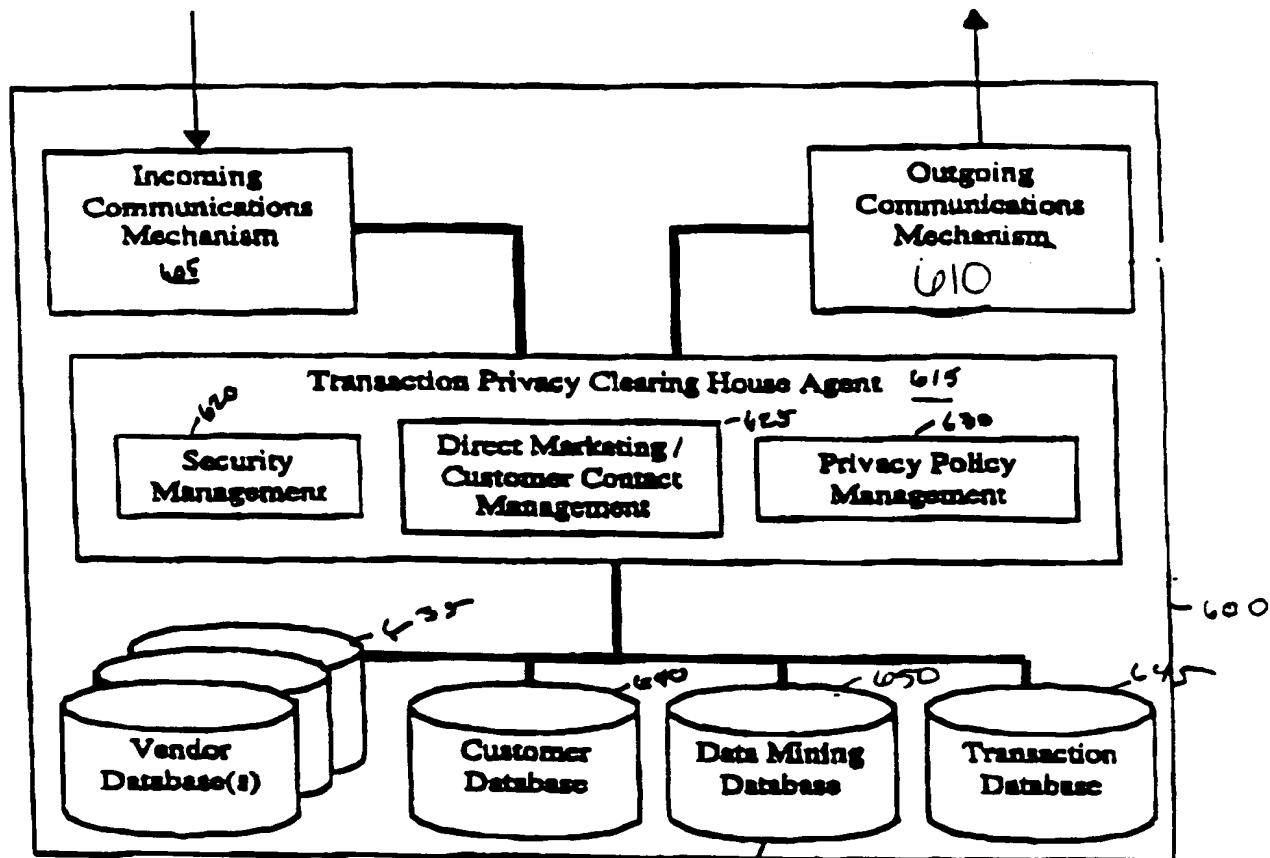 Incoming
Communications
Mechanism
605
Outgoing
Communications
Mechanism
610
Transaction Privacy Clearing House Agent 615
620
Security
Management
625
Direct Marketing /
Customer Contact
Management
630
Privacy Policy
Management
600
635
Vendor
Database(s)
640
Customer
Database
650
Data Mining
Database
645
Transaction
Database